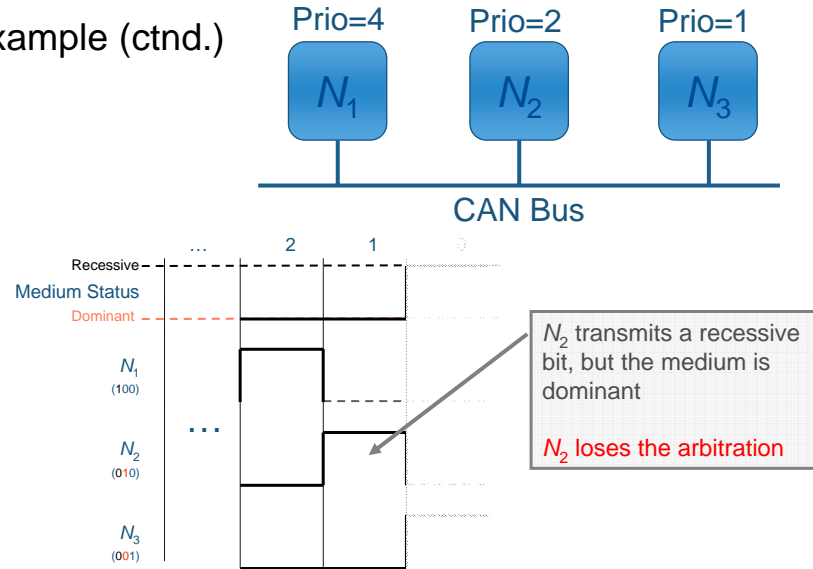 xample (ctnd.)
Prio=4 Prio=2 Prio=1
N1 N2 N3
CAN Bus
... 2 1 0
Recessive
Medium Status
Dominant
N1
(100)
...
N2
(010)
N3
(001)
N2 transmits a recessive
bit, but the medium is
dominant
N2 loses the arbitration